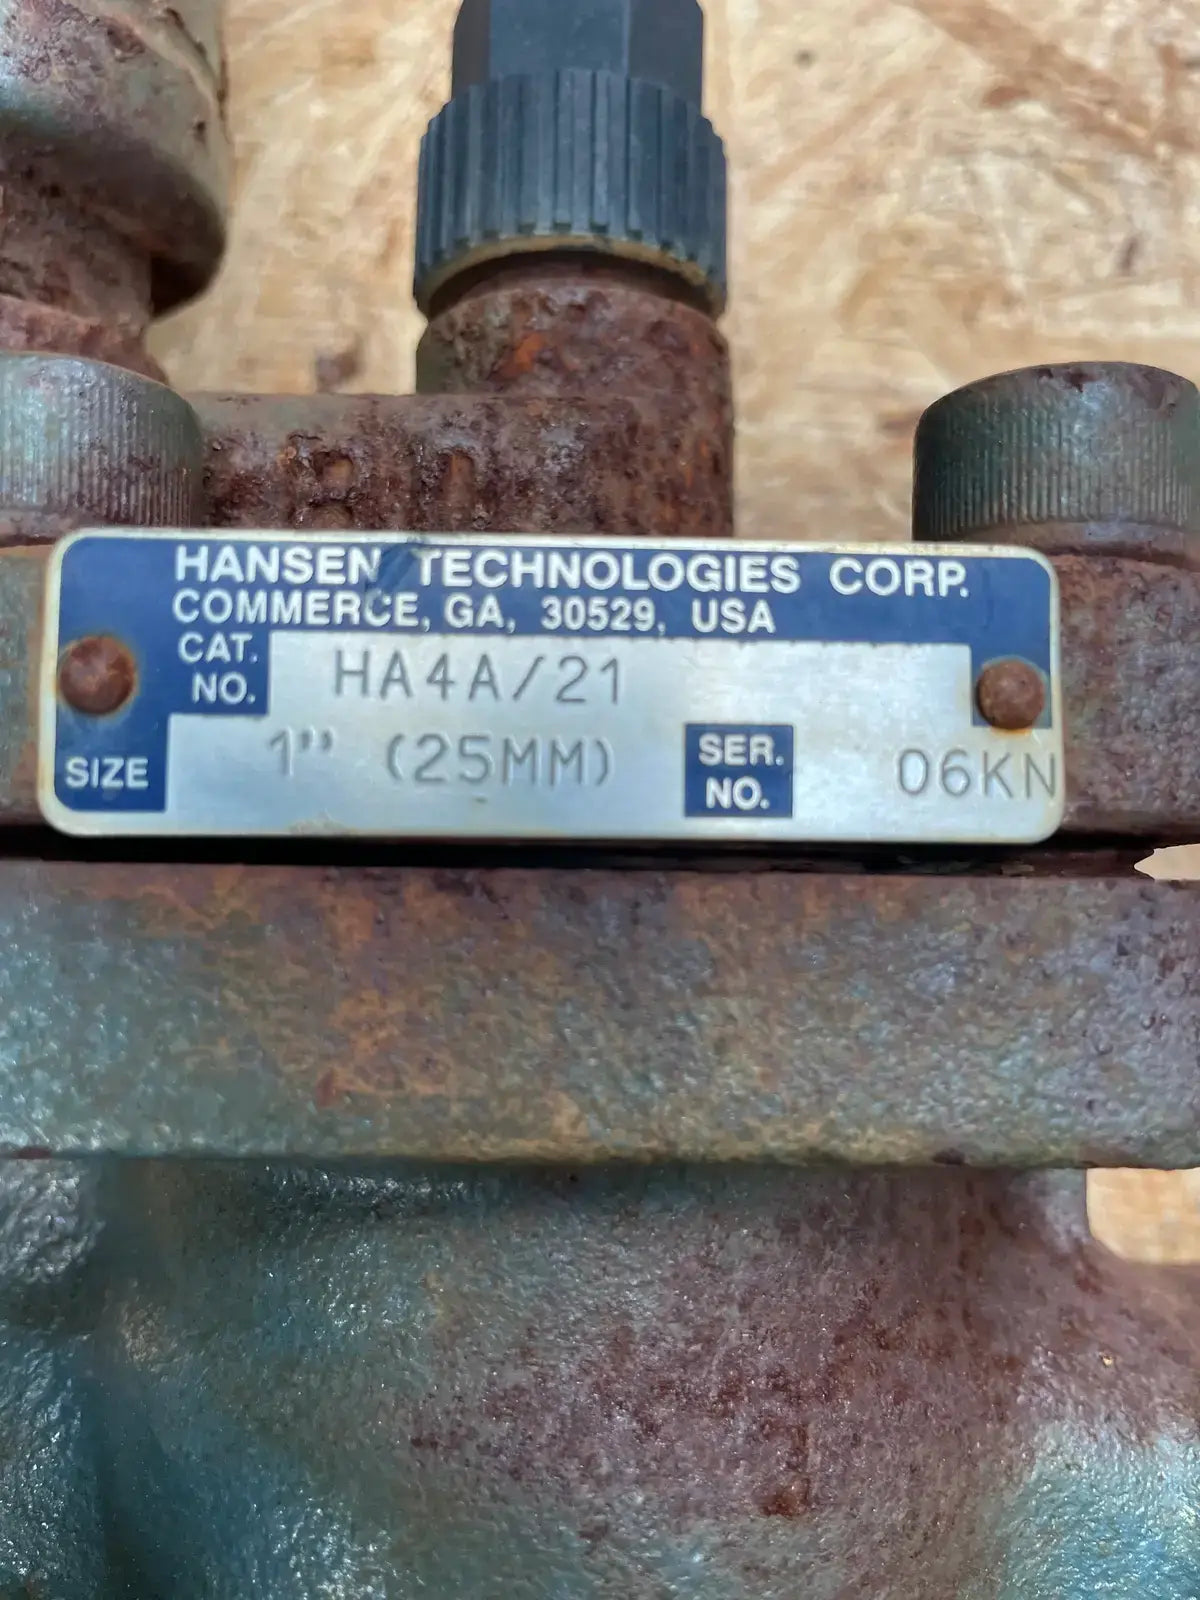 HANSEN TECHNOLOGIES CORP.
COMMERCE, GA, 30529, USA
CAT. NO. HA4A/21
SIZE 1" (25MM) SER. NO. 06KN